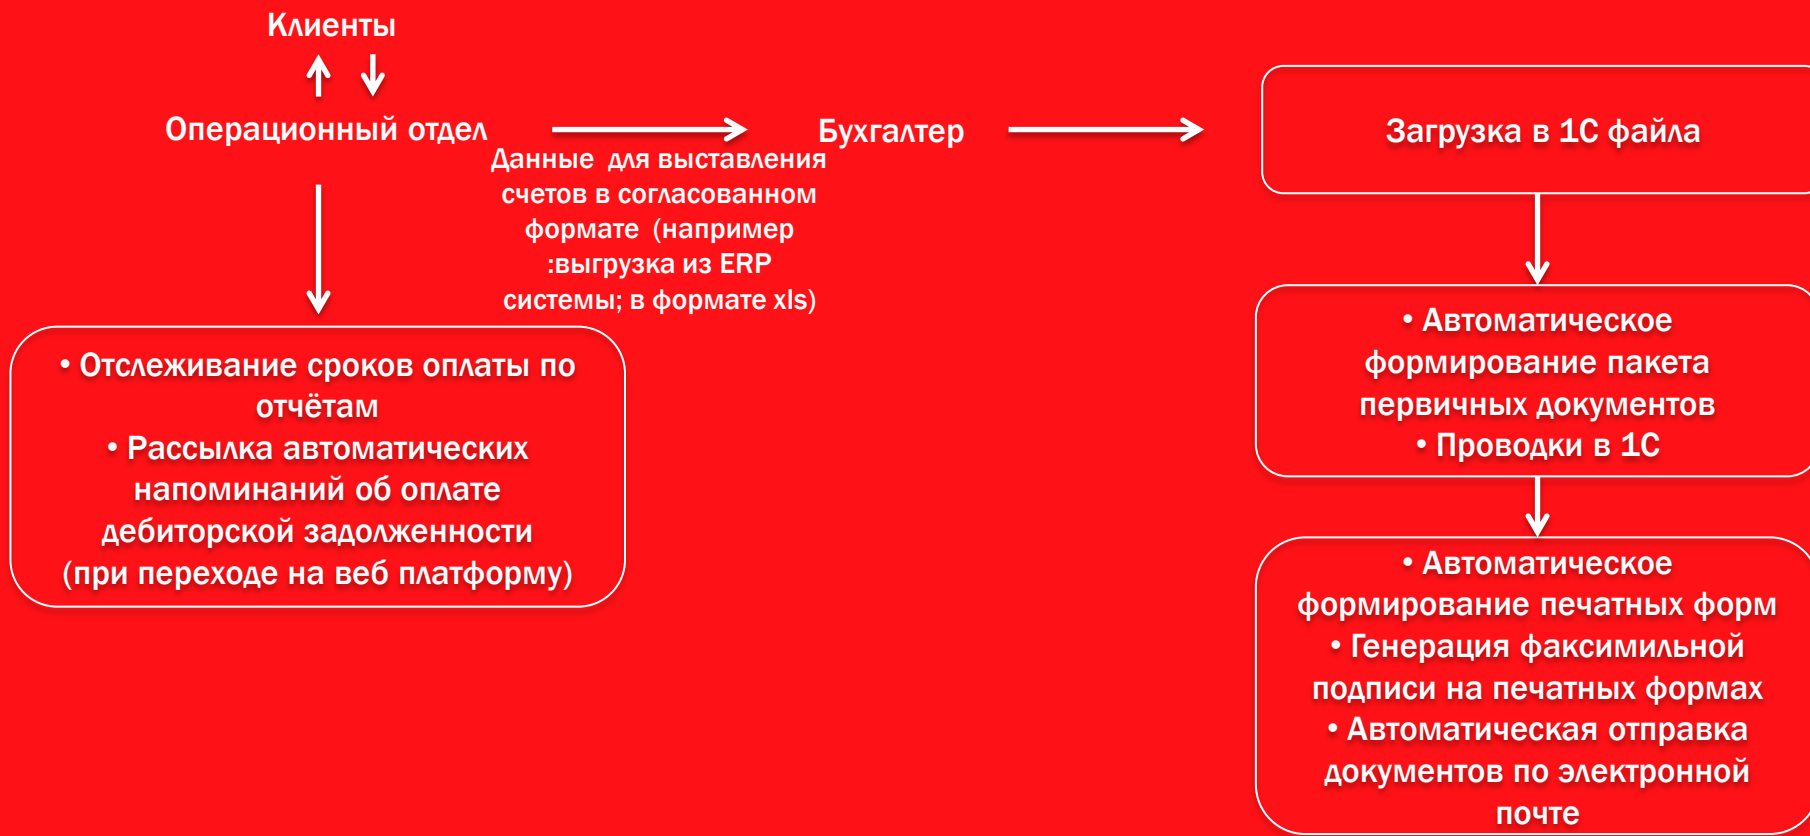 Клиенты
Операционный отдел
Бухгалтер
Загрузка в 1С файла
Данные для выставления
счетов в согласованном
формате (например
:выгрузка из ERP
системы; в формате xls)
• Отслеживание сроков оплаты по
отчётам
• Рассылка автоматических
напоминаний об оплате
дебиторской задолженности
(при переходе на веб платформу)
• Автоматическое
формирование пакета
первичных документов
• Проводки в 1С
• Автоматическое
формирование печатных форм
• Генерация факсимильной
подписи на печатных формах
• Автоматическая отправка
документов по электронной
почте